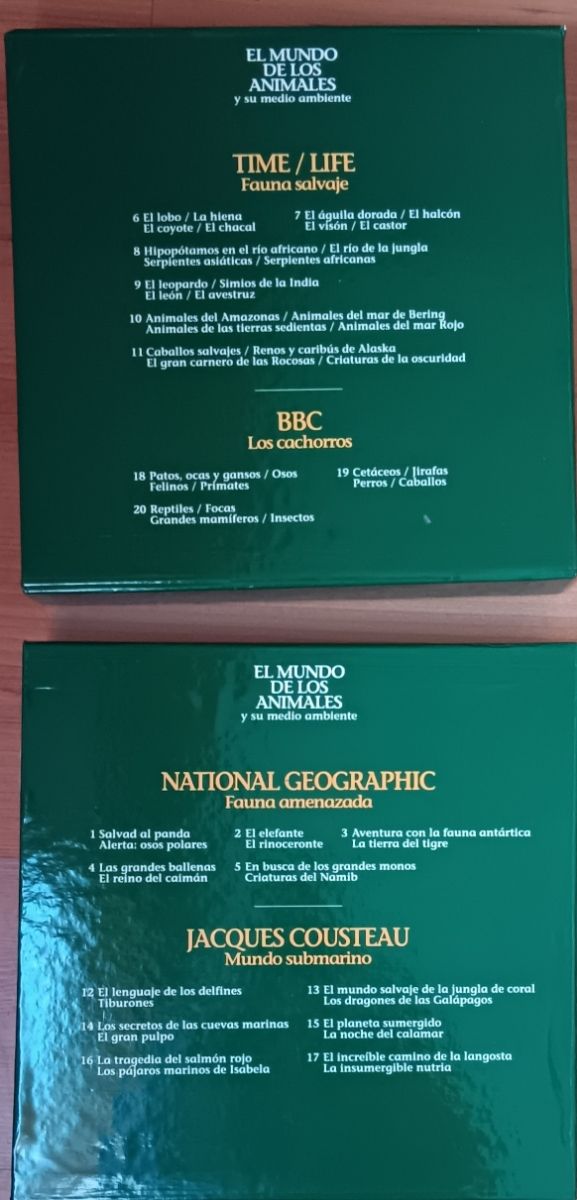 EL MUNDO
DE LOS
ANIMALES
y su medio ambiente
TIME / LIFE
Fauna salvaje
6 El lobo / La hiena
El coyote / El chacal
7 El águila dorada / El halcón
El visón / El castor
8 Hipopótamos en el río africano / El río de la jungla
Serpientes asiáticas / Serpientes africanas
9 El leopardo / Simios de la India
El león / El avestruz
10 Animales del Amazonas / Animales del mar de Bering
Animales de las tierras sedientas / Animales del mar Rojo
11 Caballos salvajes / Renos y caribús de Alaska
El gran carnero de las Rocosas / Criaturas de la oscuridad
BBC
Los cachorros
18 Patos, ocas y gansos / Osos
Felinos / Primates
19 Cetáceos / Jirafas
Perros / Caballos
20 Reptiles / Focas
Grandes mamíferos / Insectos
EL MUNDO
DE LOS
ANIMALES
y su medio ambiente
NATIONAL GEOGRAPHIC
Fauna amenazada
1 Salvad al panda
Alerta: osos polares
2 El elefante
El rinoceronte
3 Aventura con la fauna antártica
La tierra del tigre
4 Las grandes ballenas
El reino del caimán
5 En busca de los grandes monos
Criaturas del Namib
JACQUES COUSTEAU
Mundo submarino
12 El lenguaje de los delfines
Tiburones
13 El mundo salvaje de la jungla de coral
Los dragones de las Galápagos
14 Los secretos de las cuevas marinas
El gran pulpo
15 El planeta sumergido
La noche del calamar
16 La tragedia del salmón rojo
Los pájaros marinos de Isabela
17 El increíble camino de la langosta
La insumergible nutria